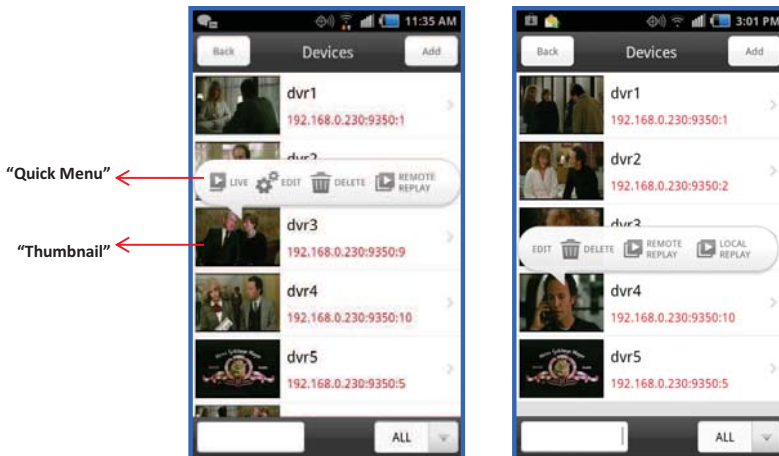 11:35 AM
Back Devices Add
dvr1
192.168.0.230:9350:1
dvr2
"Quick Menu"
LIVE EDIT DELETE REMOTE REPLAY
"Thumbnail"
dvr3
192.168.0.230:9350:9
dvr4
192.168.0.230:9350:10
dvr5
192.168.0.230:9350:5
ALL
3:01 PM
Back Devices Add
dvr1
192.168.0.230:9350:1
dvr2
192.168.0.230:9350:2
dvr3
EDIT DELETE REMOTE REPLAY LOCAL REPLAY
dvr4
192.168.0.230:9350:10
dvr5
192.168.0.230:9350:5
ALL